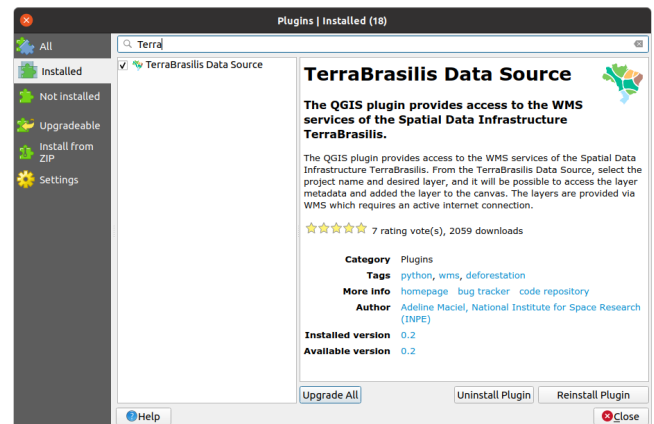 Plugins | Installed (18)
All
Installed
Not installed
Upgradeable
Install from
ZIP
Settings
Terra
TerraBrasilis Data Source
TerraBrasilis Data Source
The QGIS plugin provides access to the WMS
services of the Spatial Data Infrastructure
TerraBrasilis.
The QGIS plugin provides access to the WMS services of the Spatial Data
Infrastructure TerraBrasilis. From the TerraBrasilis Data Source, select the
project name and desired layer, and it will be possible to access the layer
metadata and added the layer to the canvas. The layers are provided via
WMS which requires an active internet connection.
7 rating vote(s), 2059 downloads
Category Plugins
Tags python, wms, deforestation
More info homepage bug tracker code repository
Author Adeline Maciel, National Institute for Space Research
(INPE)
Installed version 0.2
Available version 0.2
Upgrade All Uninstall Plugin Reinstall Plugin
Help Close